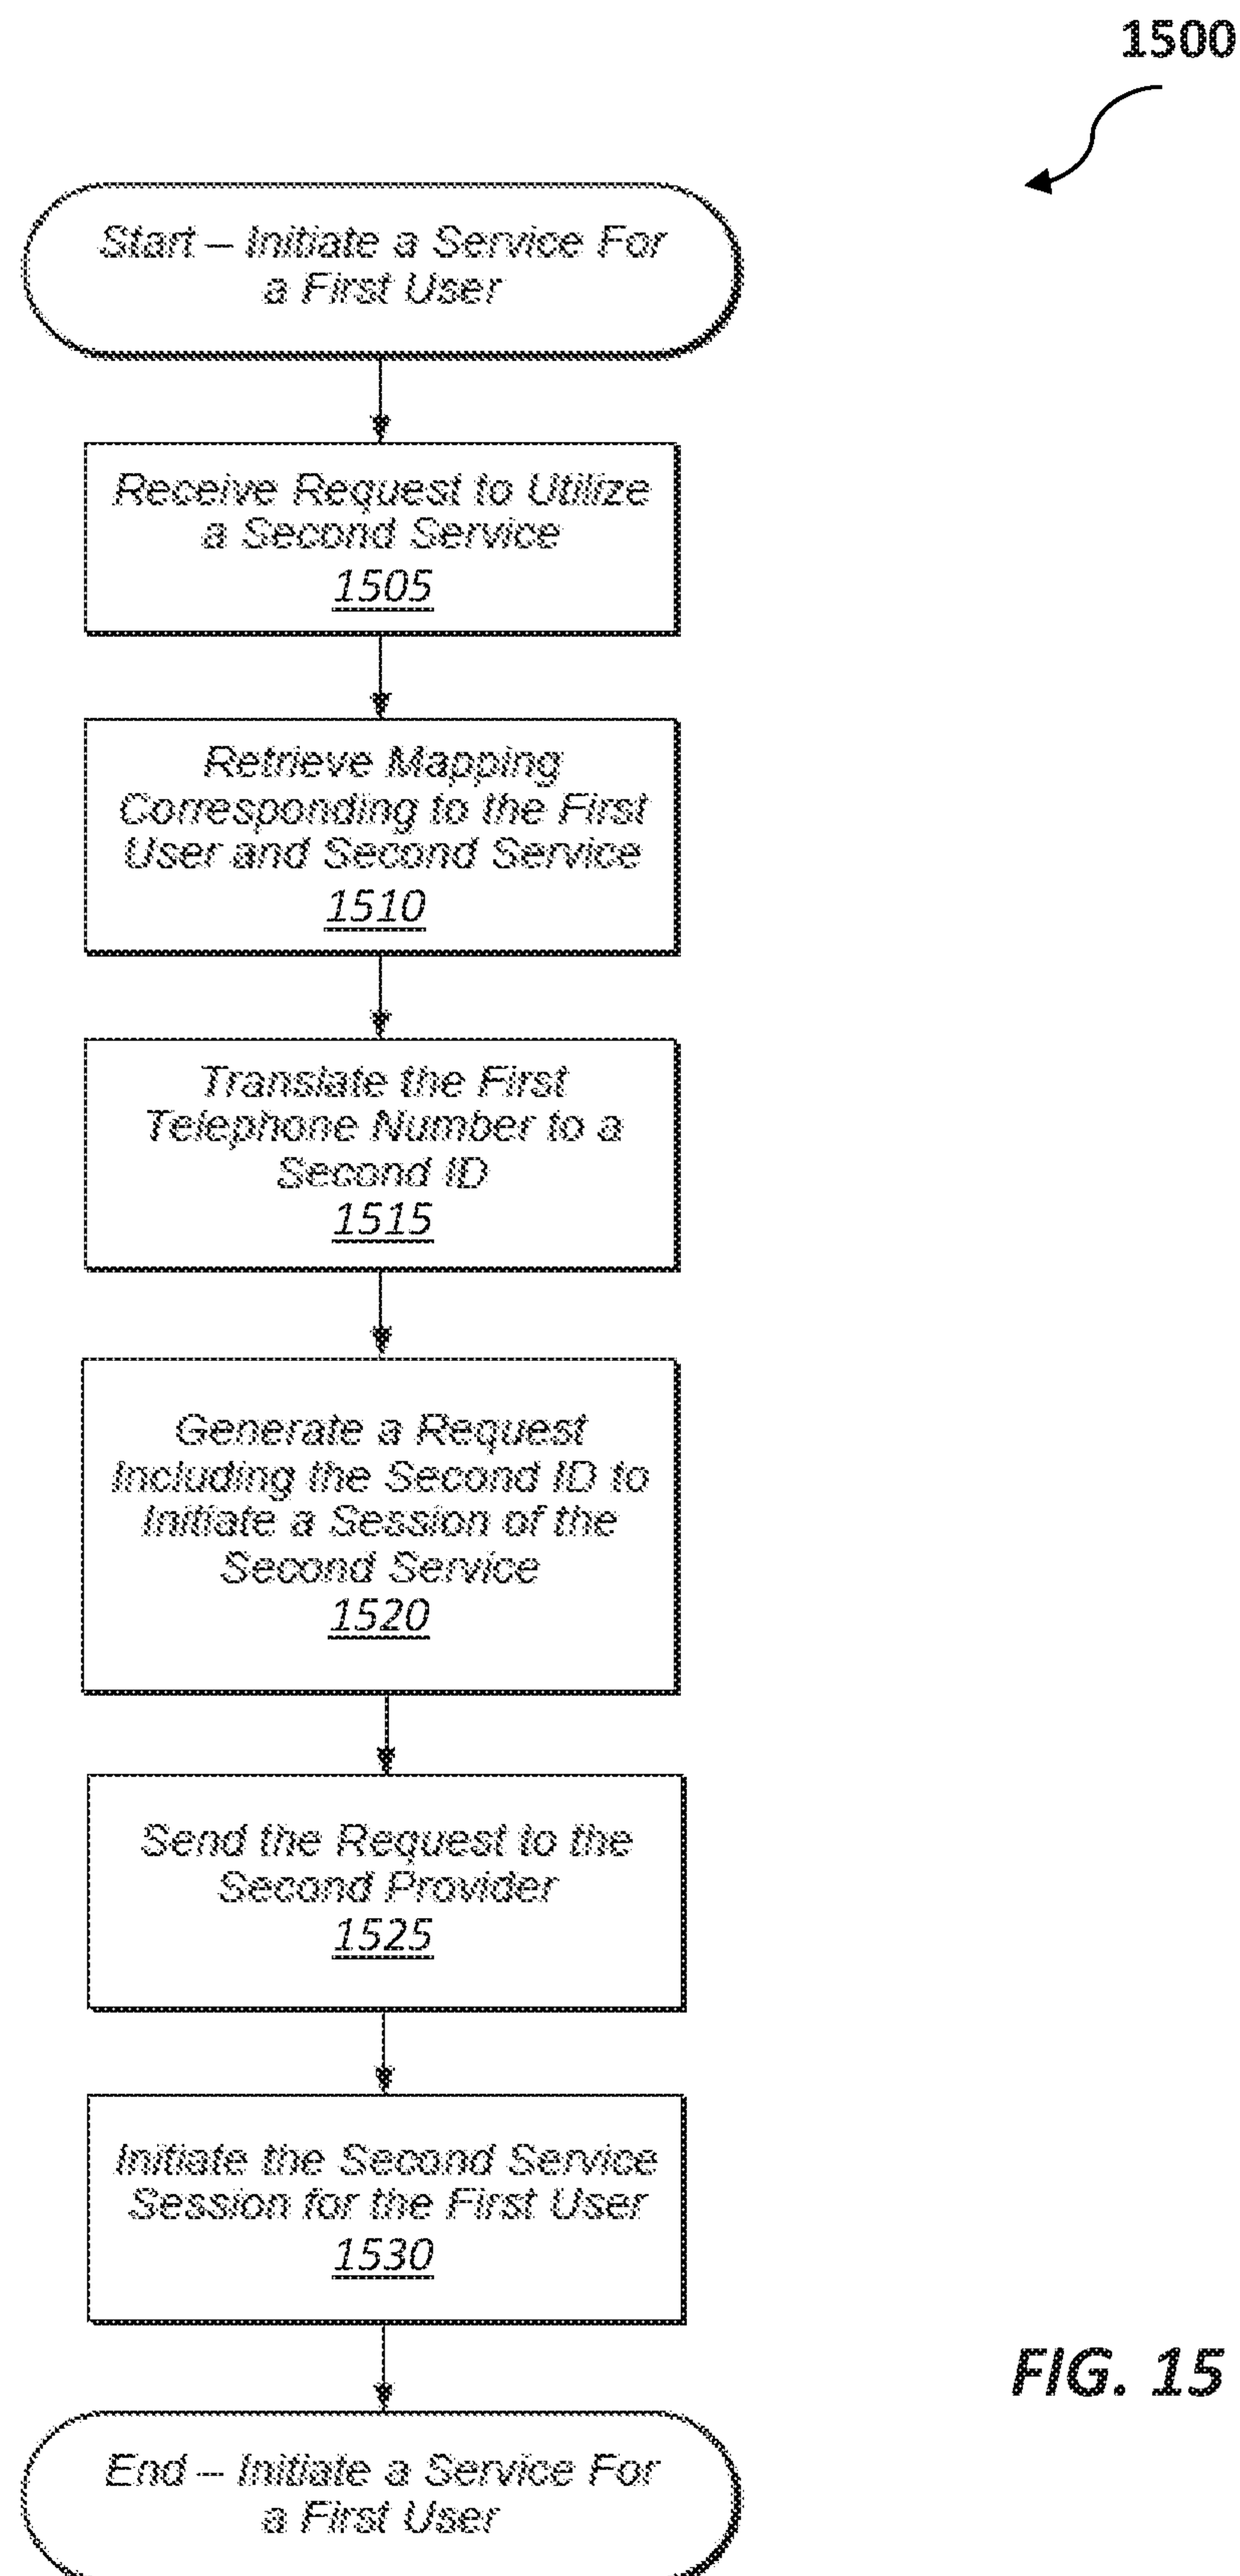 1500
Start – Initiate a Service For
a First User
Receive Request to Utilize
a Second Service
1505
Retrieve Mapping
Corresponding to the First
User and Second Service
1510
Translate the First
Telephone Number to a
Second ID
1515
Generate a Request
Including the Second ID to
Initiate a Session of the
Second Service
1520
Send the Request to the
Second Provider
1525
Initiate the Second Service
Session for the First User
1530
FIG. 15
End – Initiate a Service For
a First User